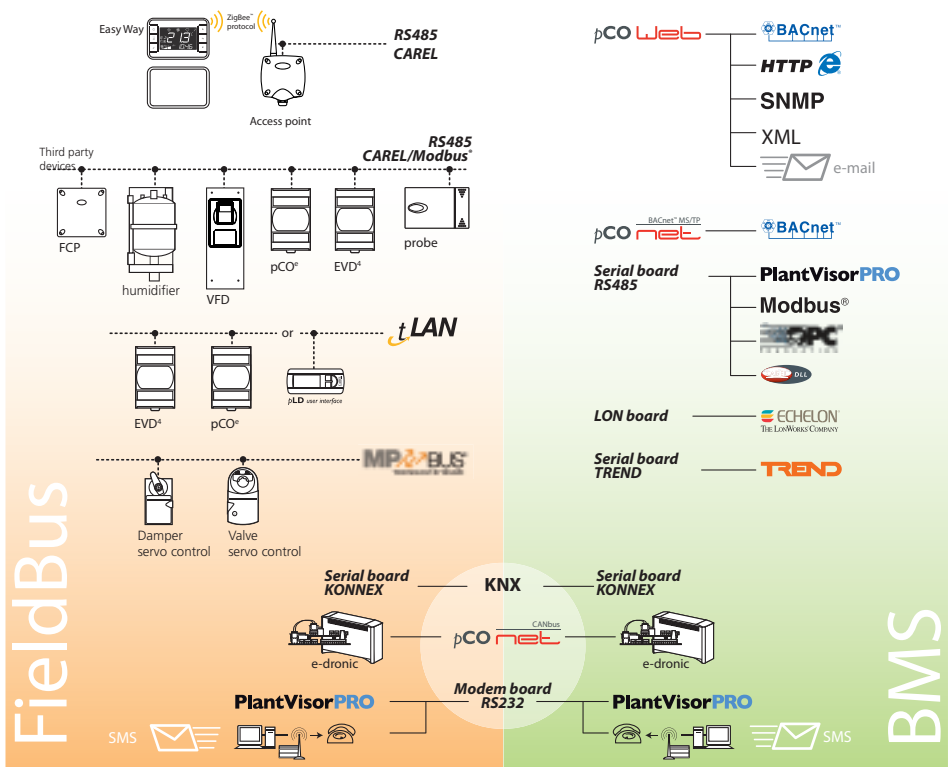 Easy Way
213
ZigBee™
protocol
RS485
CAREL
Access point
Third party
devices
RS485
CAREL/Modbus®
FCP
humidifier
VFD
pCOe
EVD4
probe
or
tLAN
EVD4
pCOe
pLD user interface
MP BUS
Damper
servo control
Valve
servo control
FieldBus
pCO Web
BACnet™
HTTP
SNMP
XML
e-mail
BACnet™ MS/TP
pCO net
BACnet™
Serial board
RS485
PlantVisorPRO
Modbus®
OPC
DLL
LON board
ECHELON
THE LONWORKS COMPANY
Serial board
TREND
TREND
Serial board
KONNEX
KNX
Serial board
KONNEX
e-dronic
CANbus
pCO net
e-dronic
PlantVisorPRO
Modem board
RS232
PlantVisorPRO
SMS
SMS
BMS